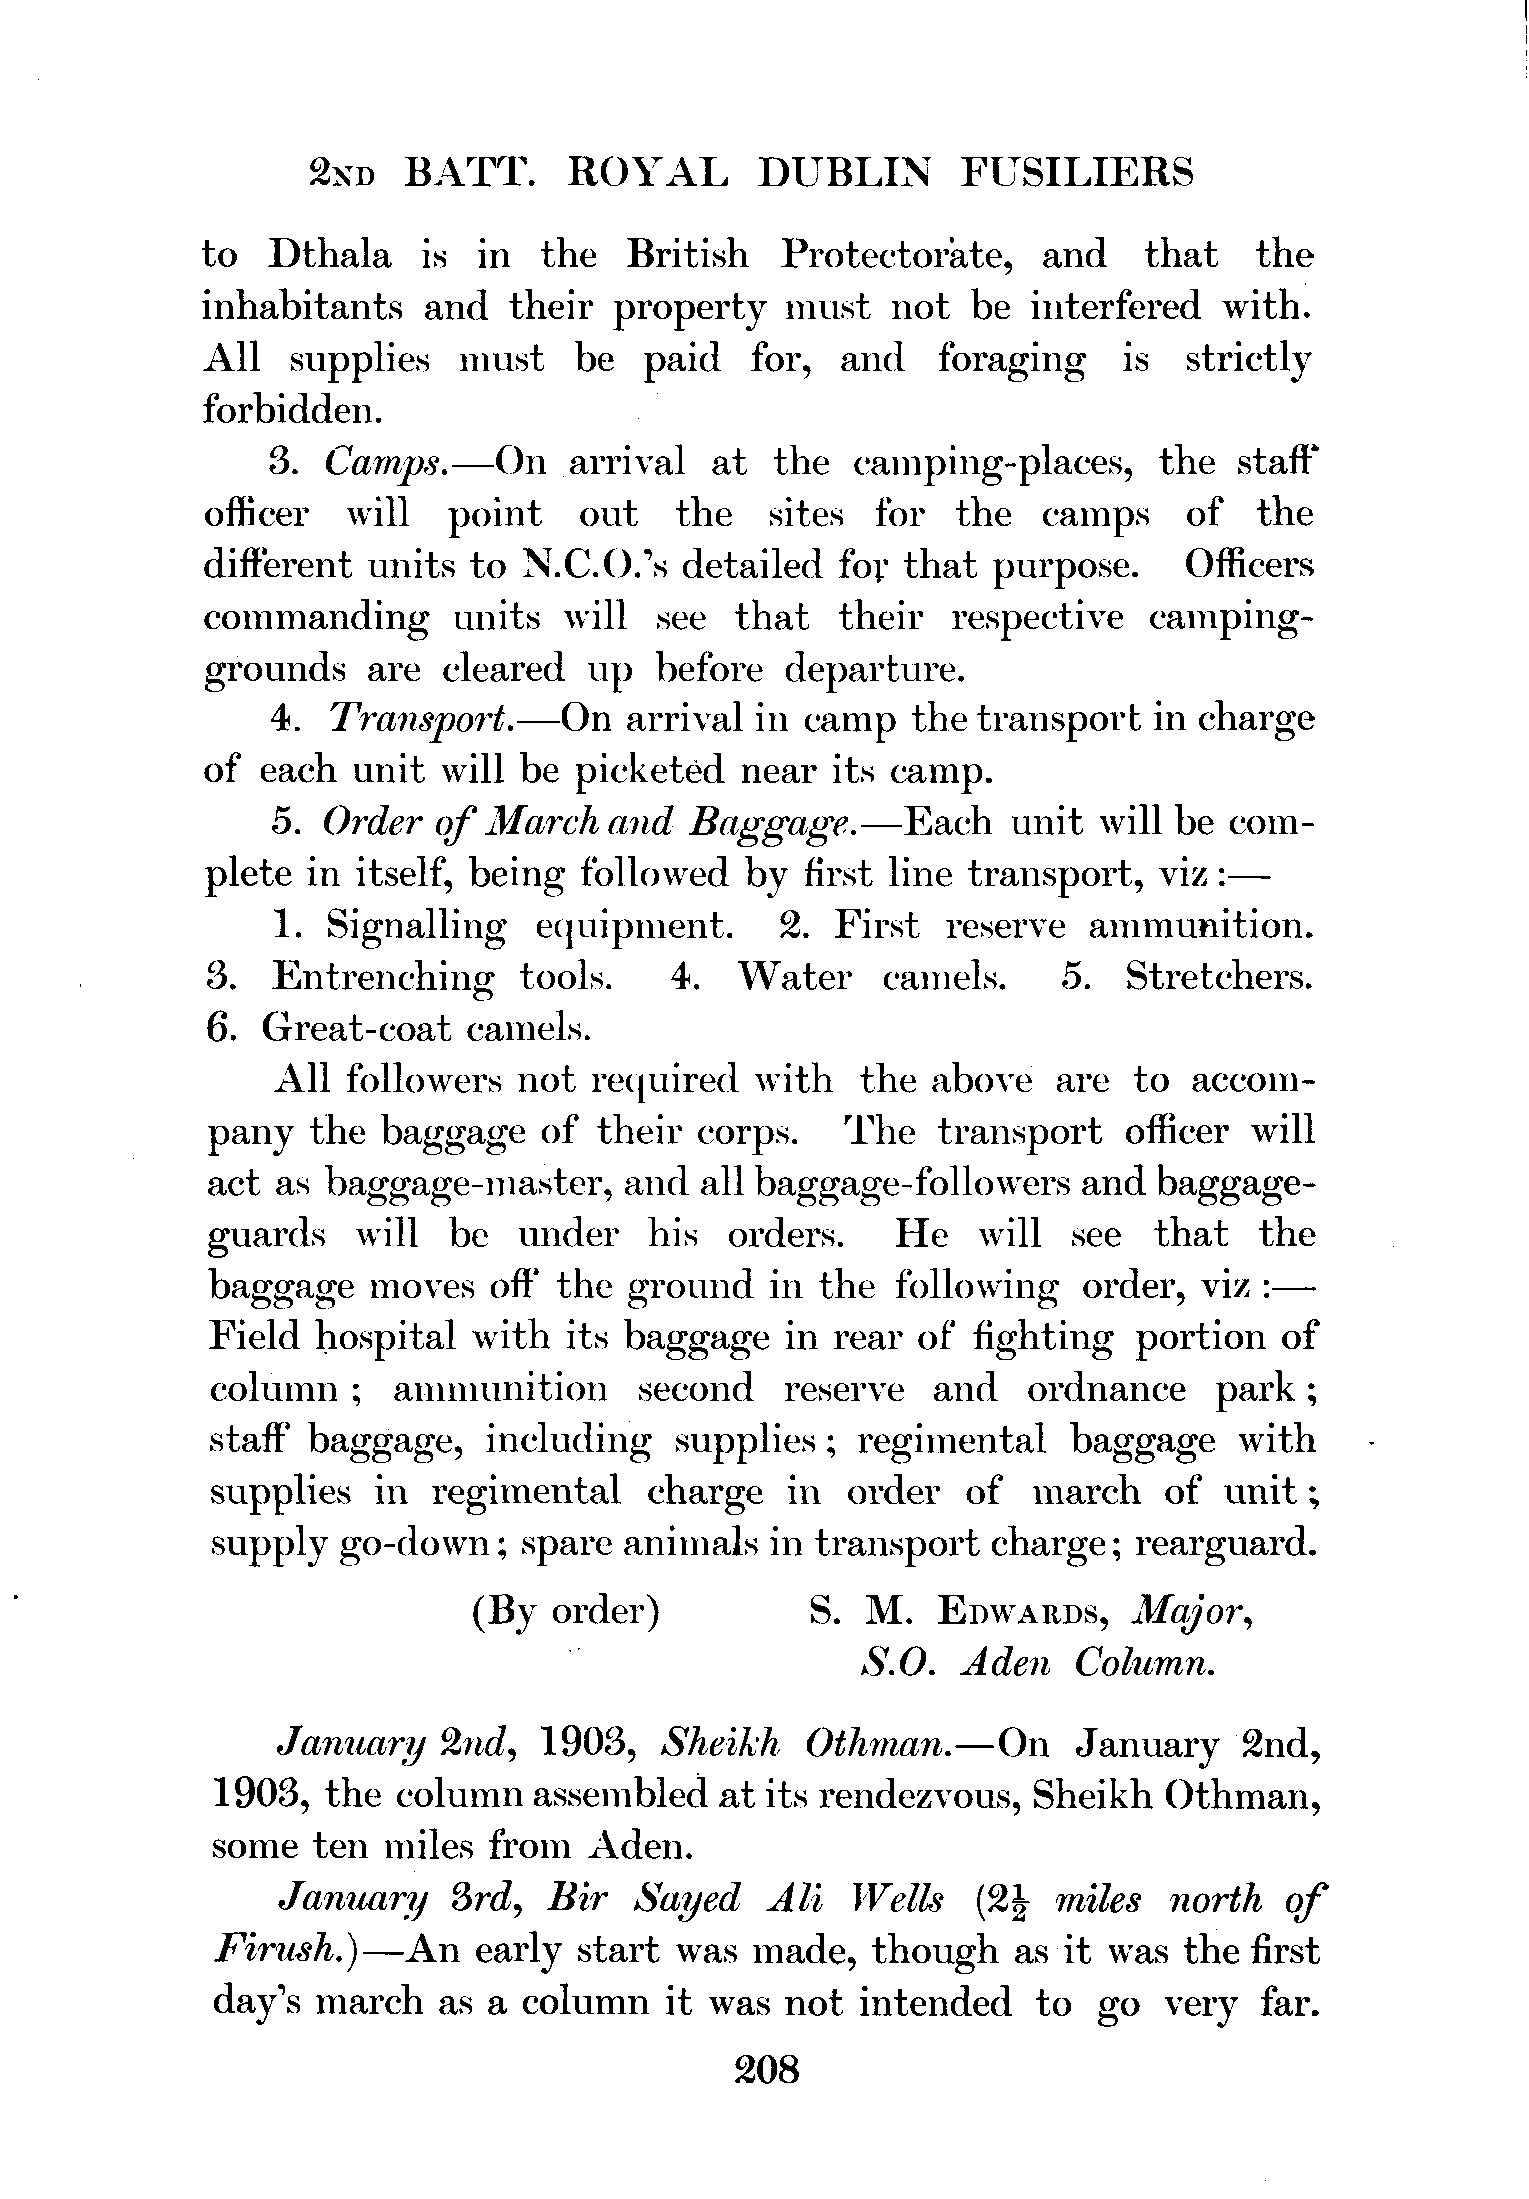 2ND BATT. ROYAL DUBLIN FUSILIERS
to Dthala is in the British Protectorate, and that the
inhabitants and their property must not be interfered with.
All supplies must be paid for, and foraging is strictly
forbidden.
3. Camps.—On arrival at the camping-places, the staff
officer will point out the sites for the camps of the
different units to N.C.O.'s detailed for that purpose. Officers
commanding units will see that their respective camping-
grounds are cleared up before departure.
4. Transport.—On arrival in camp the transport in charge
of each unit will be picketed near its camp.
5. Order of March and Baggage.—Each unit will be com-
plete in itself, being followed by first line transport, viz:—
1. Signalling equipment. 2. First reserve ammunition.
3. Entrenching tools. 4. Water camels. 5. Stretchers.
6. Great-coat camels.
All followers not required with the above are to accom-
pany the baggage of their corps. The transport officer will
act as baggage-master, and all baggage-followers and baggage-
guards will be under his orders. He will see that the
baggage moves off the ground in the following order, viz:—
Field hospital with its baggage in rear of fighting portion of
column; ammunition second reserve and ordnance park;
staff baggage, including supplies; regimental baggage with
supplies in regimental charge in order of march of unit;
supply go-down; spare animals in transport charge; rearguard.
(By order) S. M. EDWARDS, Major,
S.O. Aden Column.
January 2nd, 1903, Sheikh Othman.—On January 2nd,
1903, the column assembled at its rendezvous, Sheikh Othman,
some ten miles from Aden.
January 3rd, Bir Sayed Ali Wells (2½ miles north of
Firush.)—An early start was made, though as it was the first
day's march as a column it was not intended to go very far.
208